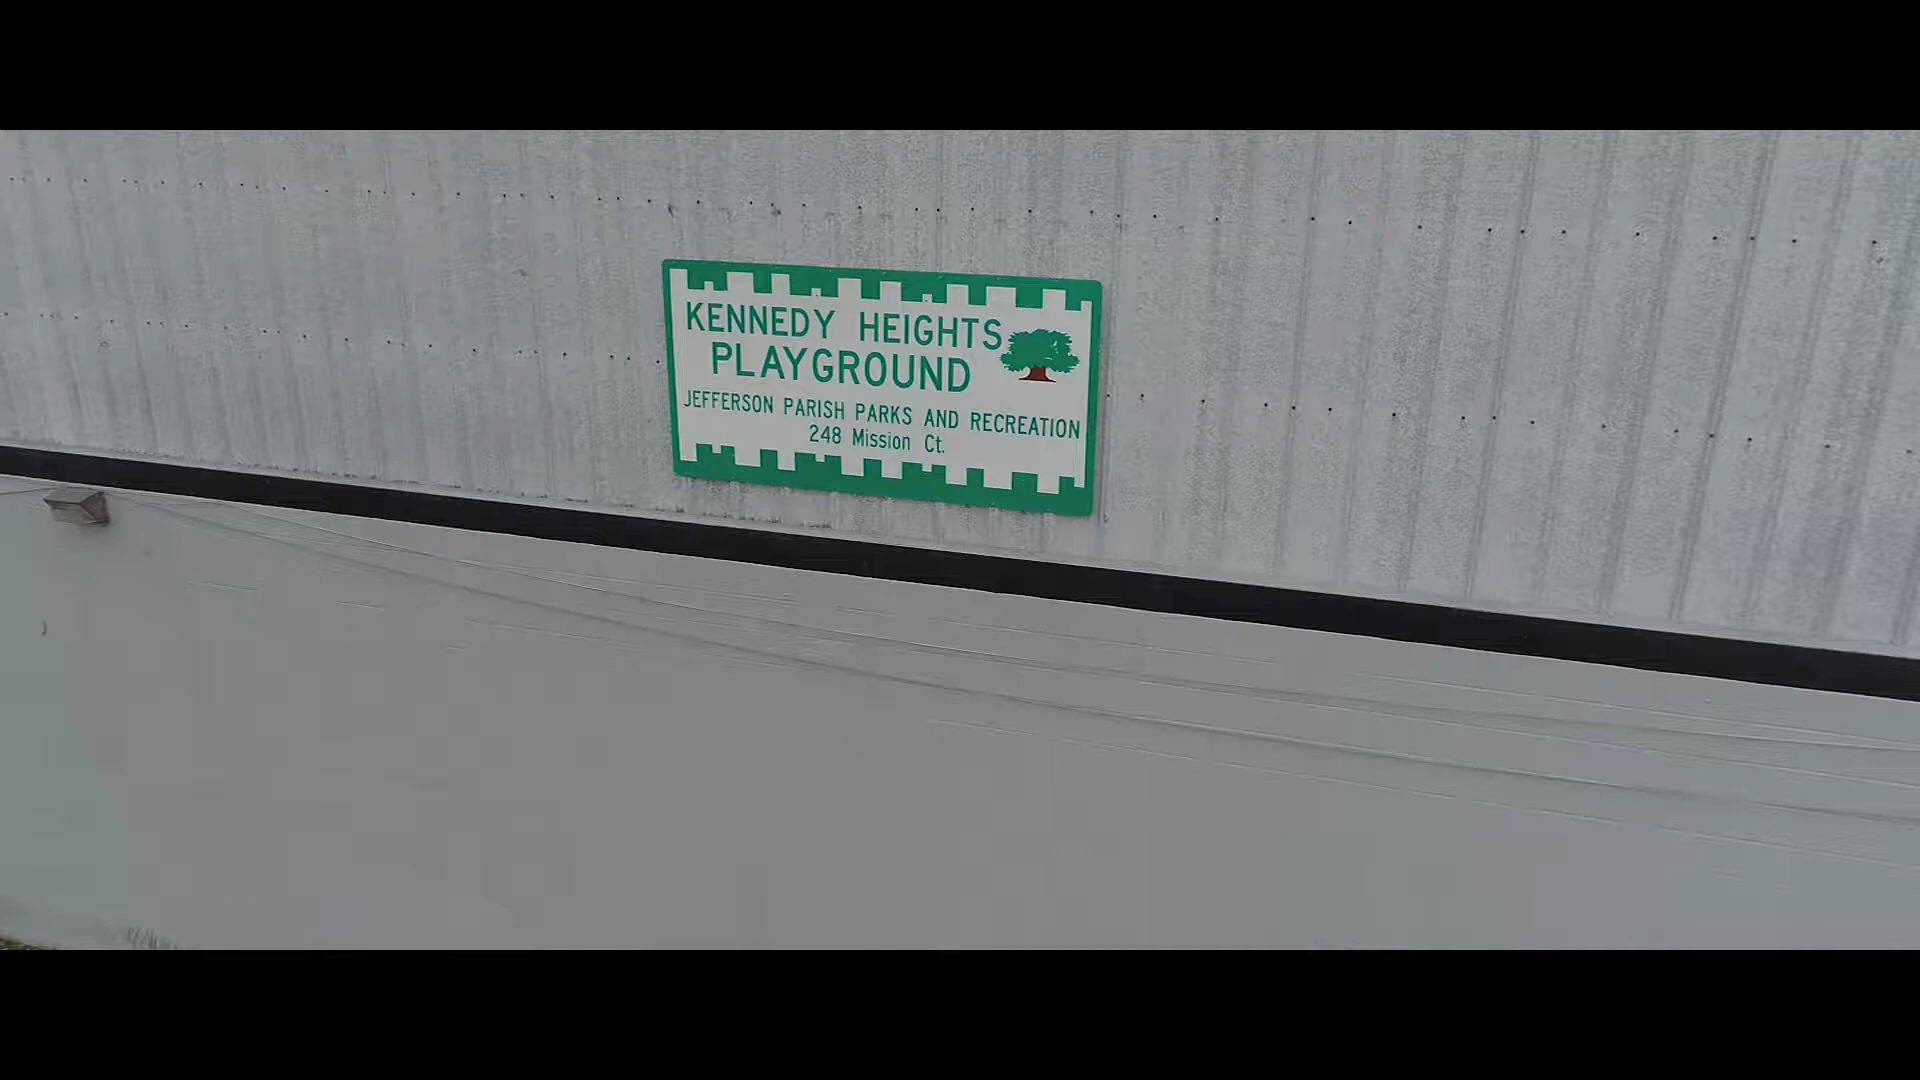 KENNEDY HEIGHTS
PLAYGROUND
JEFFERSON PARISH PARKS AND RECREATION
248 Mission Ct.